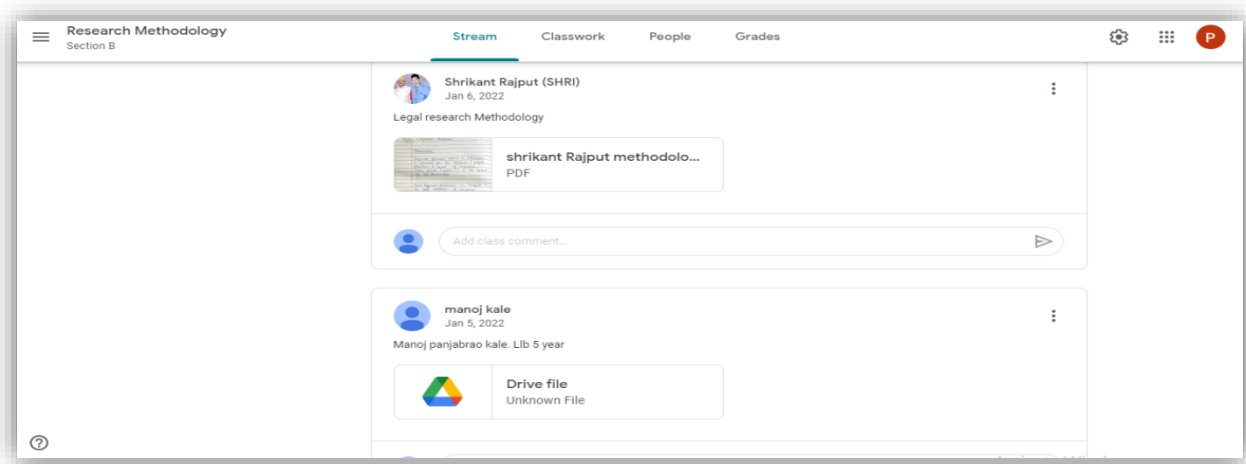 Research Methodology
Section B
Stream Classwork People Grades
P
Shrikant Rajput (SHRI)
Jan 6, 2022
Legal research Methodology
shrikant Rajput methodolo...
PDF
Add class comment...
manoj kale
Jan 5, 2022
Manoj panjabrao kale. Llb 5 year
Drive file
Unknown File